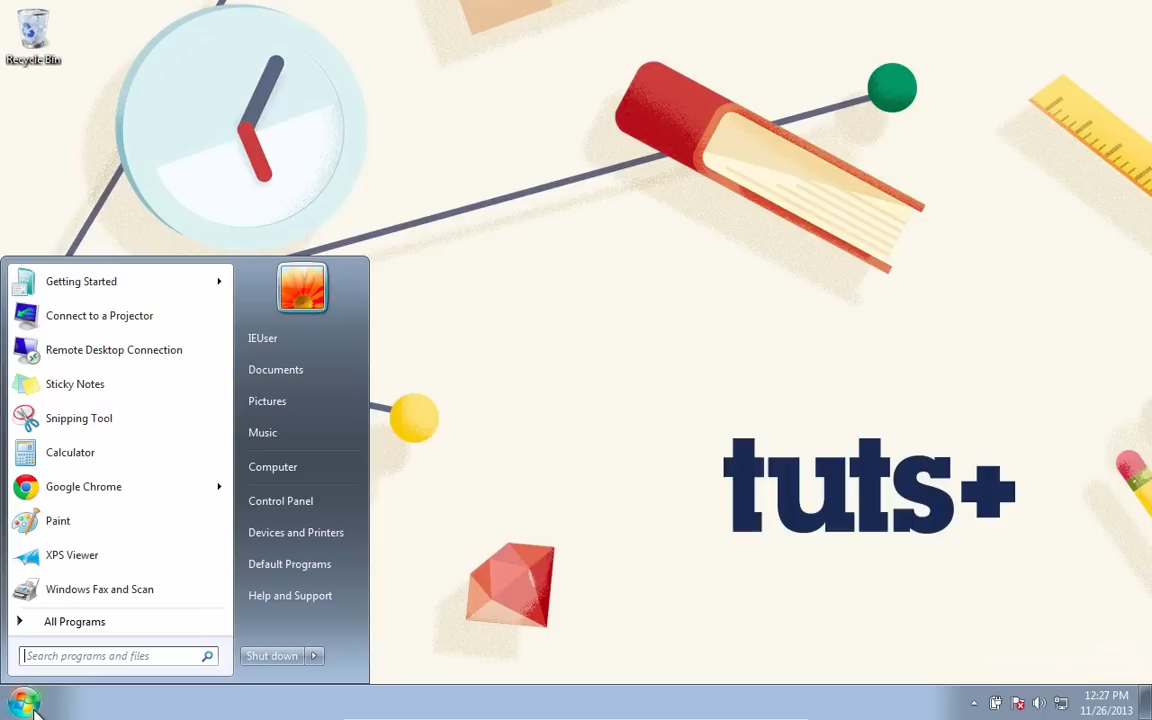 Recycle Bin
tuts+
Getting Started
Connect to a Projector
Remote Desktop Connection
Sticky Notes
Snipping Tool
Calculator
Google Chrome
Paint
XPS Viewer
Windows Fax and Scan
All Programs
Search programs and files
IEUser
Documents
Pictures
Music
Computer
Control Panel
Devices and Printers
Default Programs
Help and Support
Shut down
12:27 PM
11/26/2013